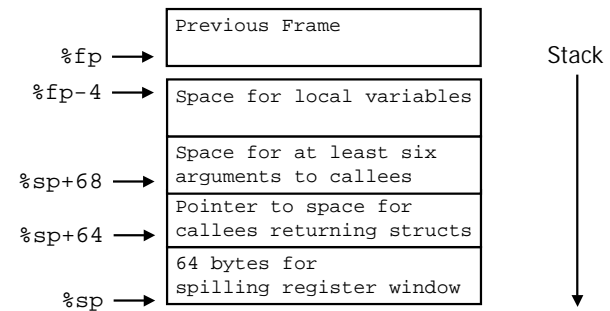 Previous Frame
%fp
Stack
%fp-4
Space for local variables
Space for at least six
arguments to callees
%sp+68
Pointer to space for
callees returning structs
%sp+64
64 bytes for
spilling register window
%sp